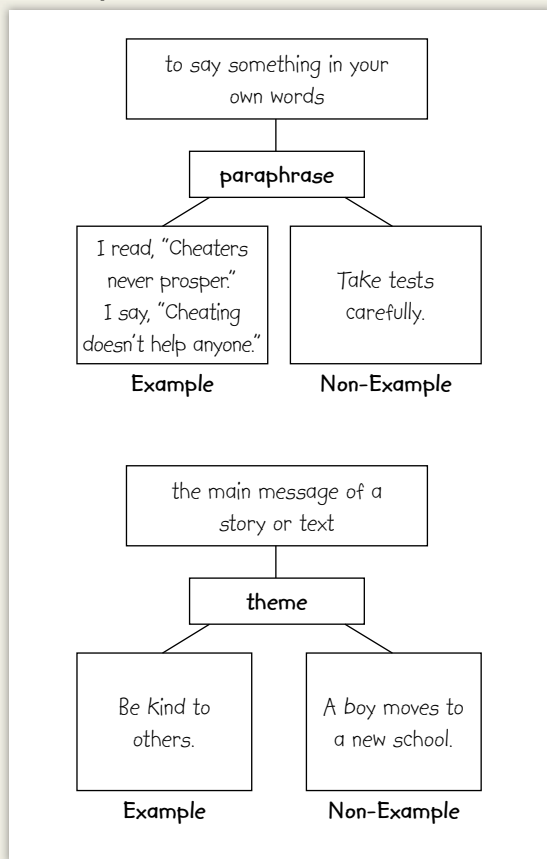 to say something in your
own words
paraphrase
I read, “Cheaters
never prosper.”
I say, “Cheating
doesn’t help anyone.”
Example
Take tests
carefully.
Non-Example
the main message of a
story or text
theme
Be kind to
others.
Example
A boy moves to
a new school.
Non-Example